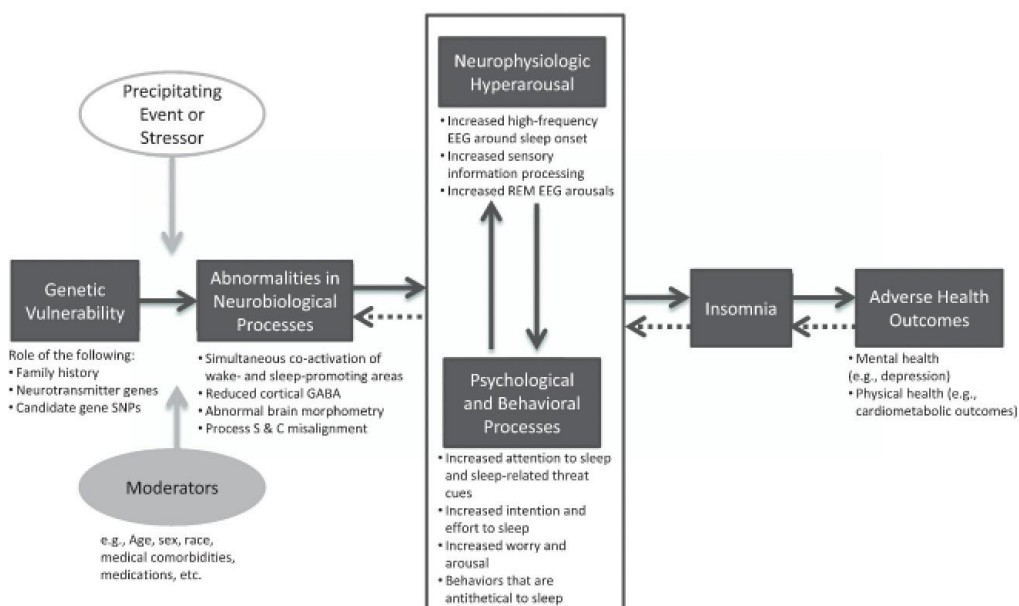 Precipitating
Event or
Stressor
Genetic
Vulnerability
Role of the following:
• Family history
• Neurotransmitter genes
• Candidate gene SNPs
Moderators
e.g., Age, sex, race,
medical comorbidities,
medications, etc.
Abnormalities in
Neurobiological
Processes
• Simultaneous co-activation of
wake- and sleep-promoting areas
• Reduced cortical GABA
• Abnormal brain morphometry
• Process S & C misalignment
Neurophysiologic
Hyperarousal
• Increased high-frequency
EEG around sleep onset
• Increased sensory
information processing
• Increased REM EEG arousals
Psychological
and Behavioral
Processes
• Increased attention to sleep
and sleep-related threat
cues
• Increased intention and
effort to sleep
• Increased worry and
arousal
• Behaviors that are
antithetical to sleep
Insomnia
Adverse Health
Outcomes
• Mental health
(e.g., depression)
• Physical health (e.g.,
cardiometabolic outcomes)